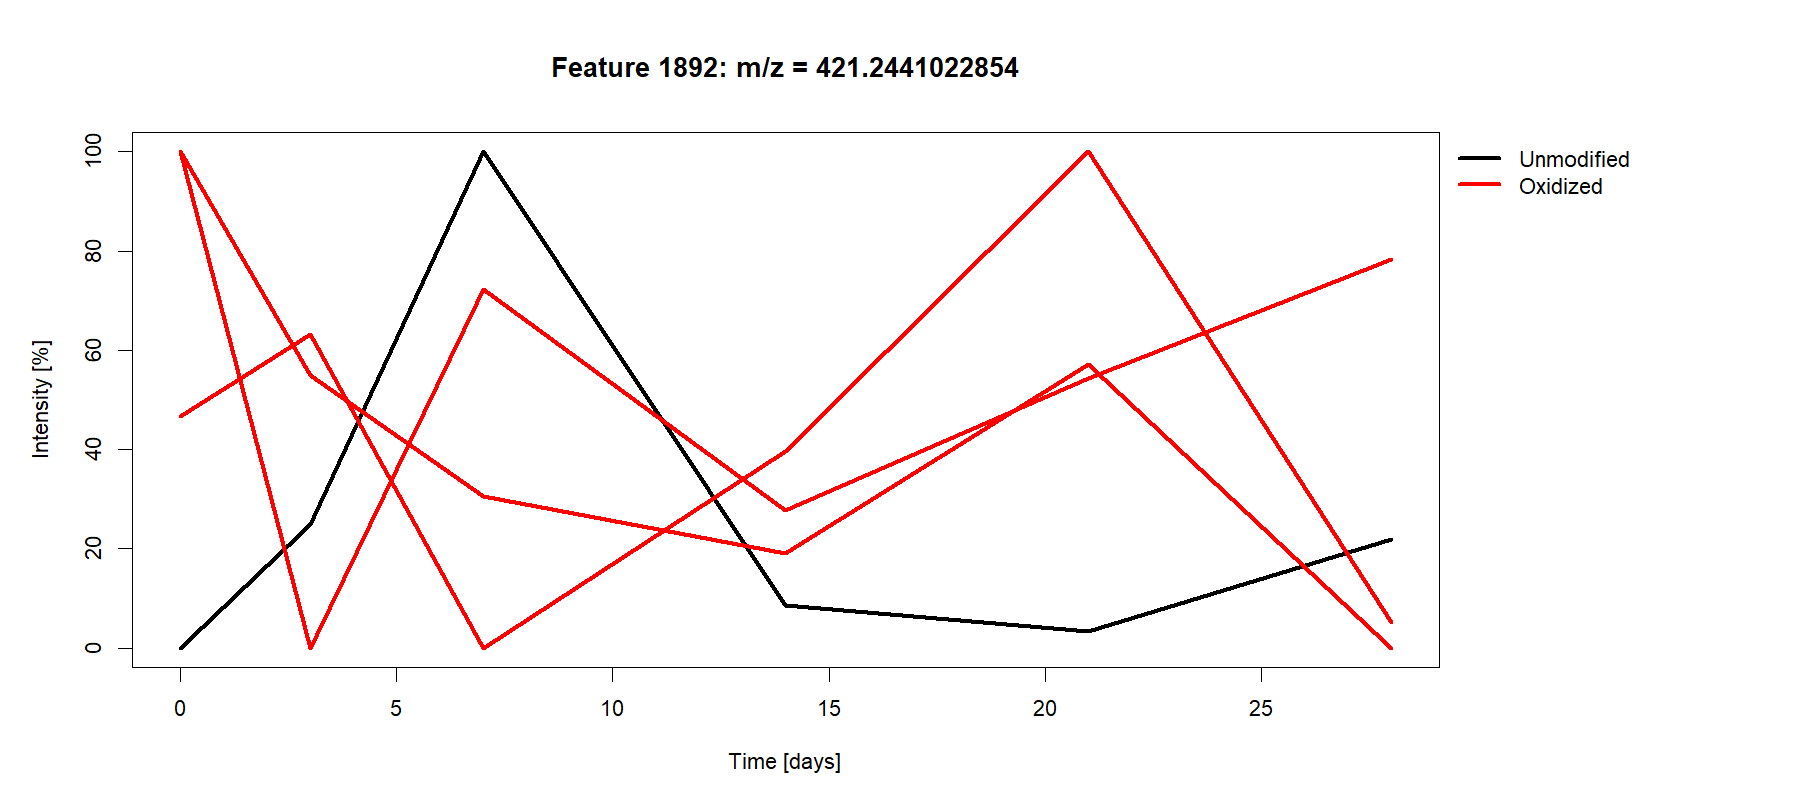 Feature 1892: m/z = 421.2441022854
Unmodified
Oxidized
Intensity [%]
100
80
60
40
20
0
0 5 10 15 20 25
Time [days]